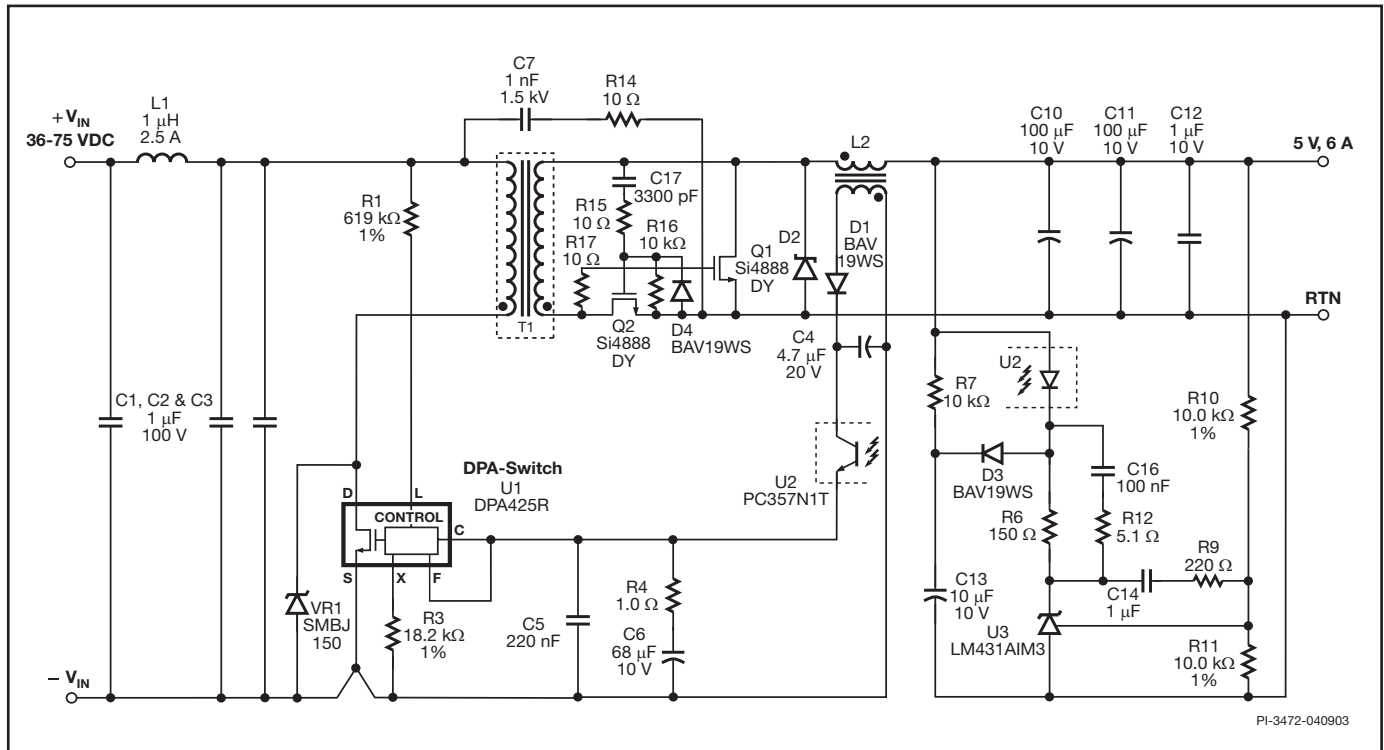 C7
1 nF
1.5 kV
R14
10 Ω
L1
1 μH
2.5 A
+ VIN
36-75 VDC
C10
100 μF
10 V
C11
100 μF
10 V
C12
1 μF
10 V
L2
5 V, 6 A
R1
619 kΩ
1%
C17
3300 pF
R15
10 Ω
R16
10 kΩ
R17
10 Ω
Q1
Si4888
DY
D2
D1
BAV
19WS
T1
Q2
Si4888
DY
D4
BAV19WS
RTN
C4
4.7 μF
20 V
U2
R7
10 kΩ
R10
10.0 kΩ
1%
C1, C2 & C3
1 μF
100 V
DPA-Switch
U1
DPA425R
D
L
CONTROL
C
S
X
F
U2
PC357N1T
D3
BAV19WS
C16
100 nF
R6
150 Ω
R12
5.1 Ω
R9
220 Ω
C14
1 μF
C13
10 μF
10 V
U3
LM431AIM3
R11
10.0 kΩ
1%
VR1
SMBJ
150
R3
18.2 kΩ
1%
C5
220 nF
R4
1.0 Ω
C6
68 μF
10 V
− VIN
PI-3472-040903